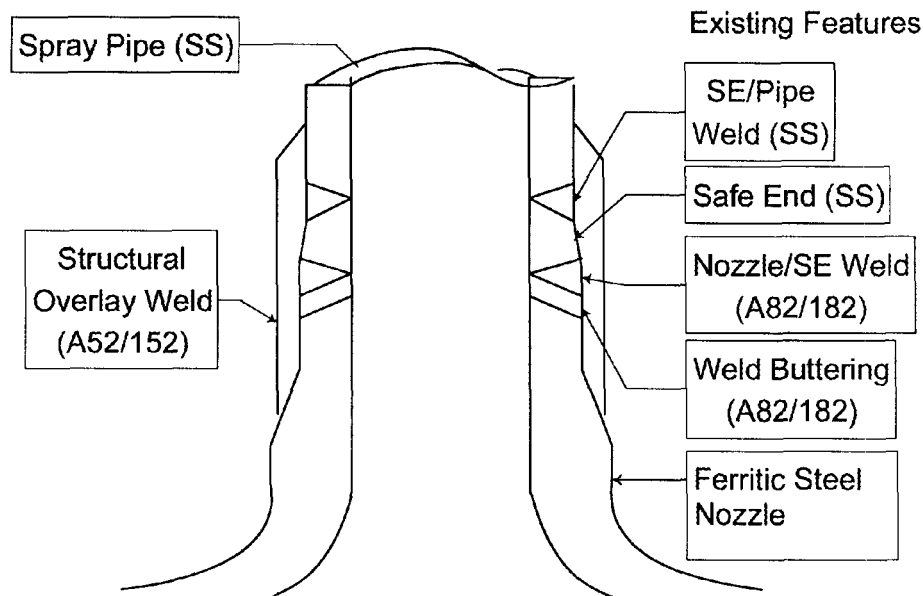 Existing Features
Spray Pipe (SS)
SE/Pipe
Weld (SS)
Safe End (SS)
Structural
Overlay Weld
(A52/152)
Nozzle/SE Weld
(A82/182)
Weld Buttering
(A82/182)
Ferritic Steel
Nozzle